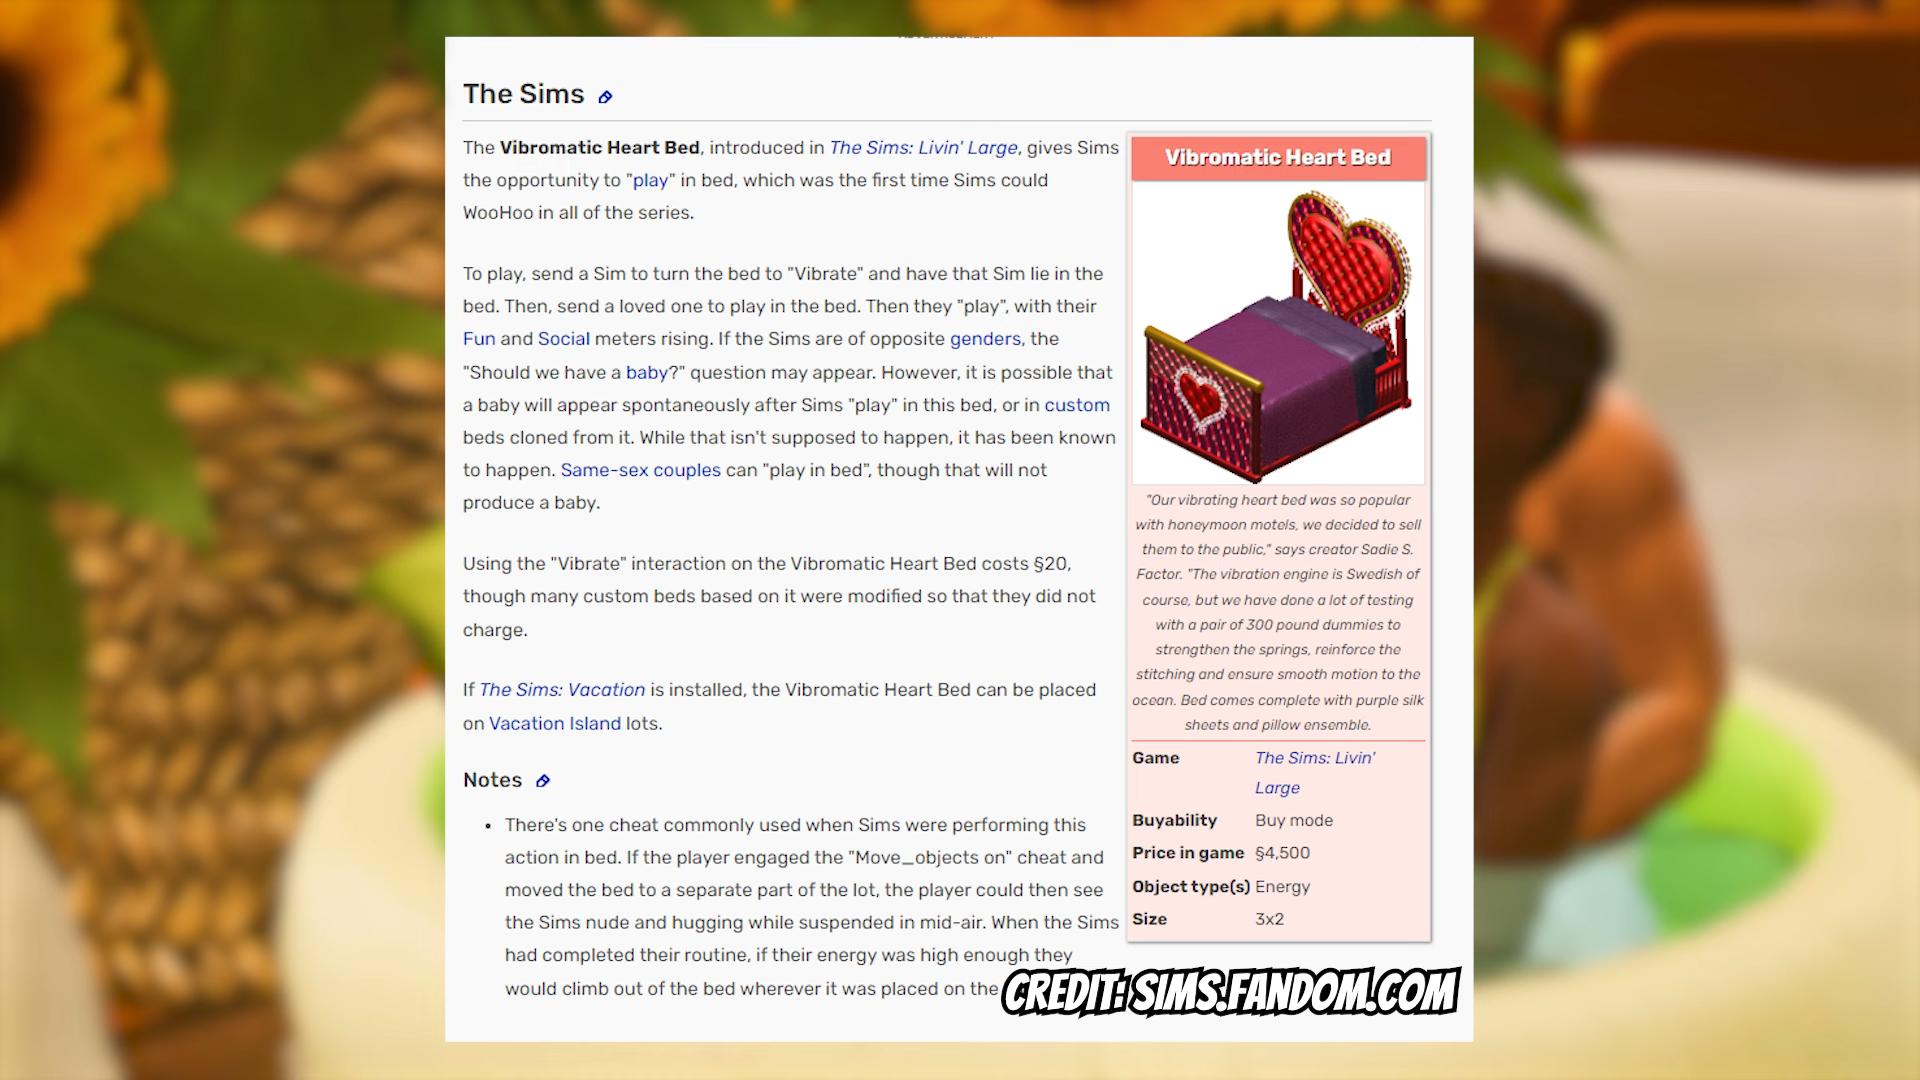 The Sims
The Vibromatic Heart Bed, introduced in The Sims: Livin' Large, gives Sims
the opportunity to "play" in bed, which was the first time Sims could
WooHoo in all of the series.
To play, send a Sim to turn the bed to "Vibrate" and have that Sim lie in the
bed. Then, send a loved one to play in the bed. Then they "play", with their
Fun and Social meters rising. If the Sims are of opposite genders, the
"Should we have a baby?" question may appear. However, it is possible that
a baby will appear spontaneously after Sims "play" in this bed, or in custom
beds cloned from it. While that isn't supposed to happen, it has been known
to happen. Same-sex couples can "play in bed", though that will not
produce a baby.
Using the "Vibrate" interaction on the Vibromatic Heart Bed costs §20,
though many custom beds based on it were modified so that they did not
charge.
If The Sims: Vacation is installed, the Vibromatic Heart Bed can be placed
on Vacation Island lots.
Notes
• There's one cheat commonly used when Sims were performing this
action in bed. If the player engaged the "Move_objects on" cheat and
moved the bed to a separate part of the lot, the player could then see
the Sims nude and hugging while suspended in mid-air. When the Sims
had completed their routine, if their energy was high enough they
would climb out of the bed wherever it was placed on the
Vibromatic Heart Bed
"Our vibrating heart bed was so popular
with honeymoon motels, we decided to sell
them to the public," says creator Sadie S.
Factor. "The vibration engine is Swedish of
course, but we have done a lot of testing
with a pair of 300 pound dummies to
strengthen the springs, reinforce the
stitching and ensure smooth motion to the
ocean. Bed comes complete with purple silk
sheets and pillow ensemble.
Game The Sims: Livin'
Large
Buyability Buy mode
Price in game §4,500
Object type(s) Energy
Size 3x2
CREDIT: SIMS.FANDOM.COM